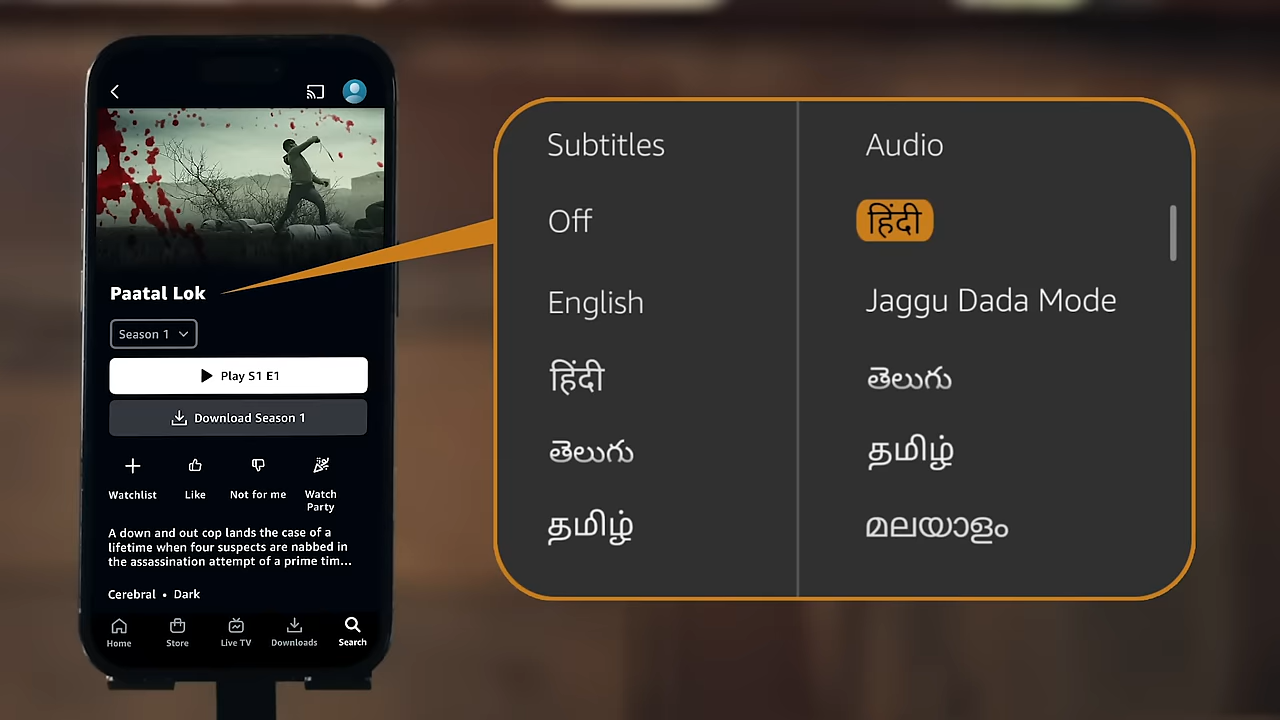 Paatal Lok
Season 1
Play S1 E1
Download Season 1
Watchlist
Like
Not for me
Watch
Party
A down and out cop lands the case of a
lifetime when four suspects are nabbed in
the assassination attempt of a prime tim...
Cerebral • Dark
Home
Store
Live TV
Downloads
Search
Subtitles
Off
English
हिंदी
తెలుగు
தமிழ்
Audio
हिंदी
Jaggu Dada Mode
తెలుగు
தமிழ்
മലയാളം